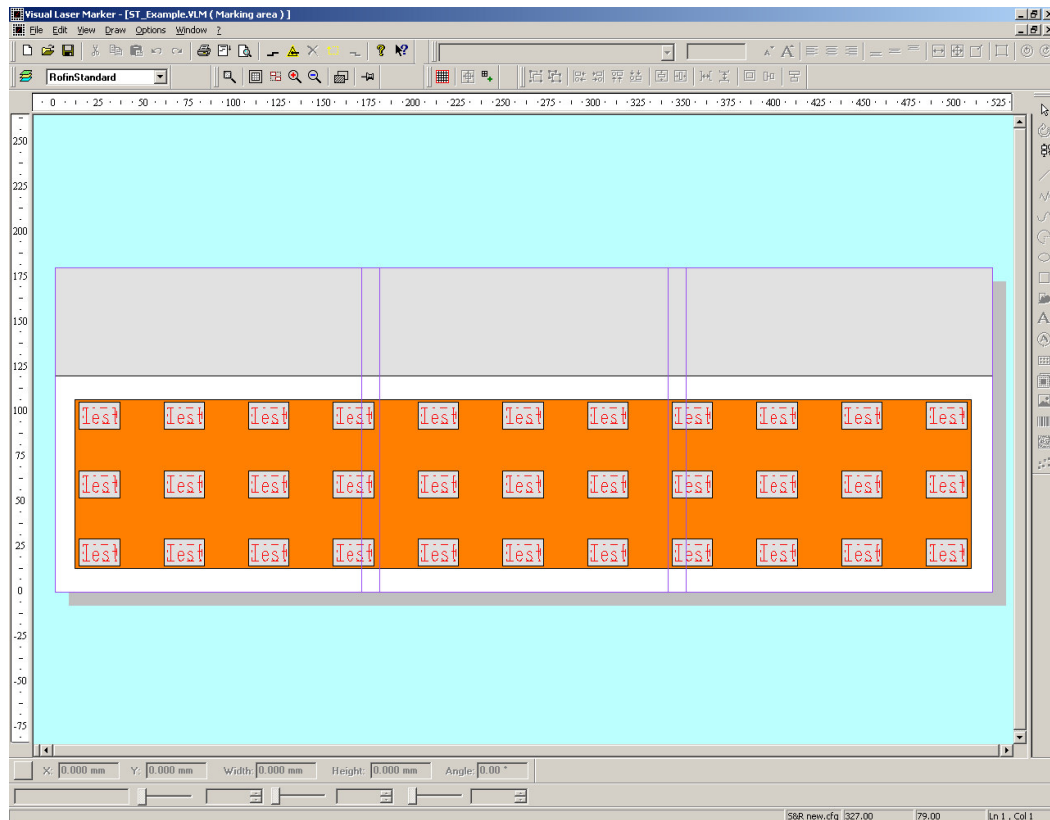 Visual Laser Marker - [ST_Example.VLM ( Marking area ) ]
File Edit View Draw Options Window ?
RofinStandard
0 25 50 75 100 125 150 175 200 225 250 275 300 325 350 375 400 425 450 475 500 525
250
225
200
175
150
125
100
Test Test Test Test Test Test Test Test Test Test Test
75
Test Test Test Test Test Test Test Test Test Test Test
50
25
Test Test Test Test Test Test Test Test Test Test Test
0
-25
-50
-75
X: 0.000 mm Y: 0.000 mm Width: 0.000 mm Height: 0.000 mm Angle: 0.00 °
S&R new.cfg 327.00 79.00 Ln 1 , Col 1